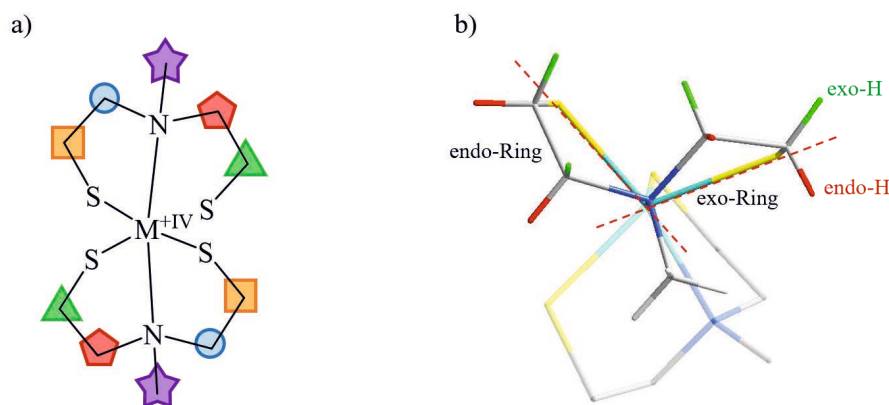 a)
N
S
S
M+IV
S
S
N
b)
exo-H
endo-Ring
endo-H
exo-Ring